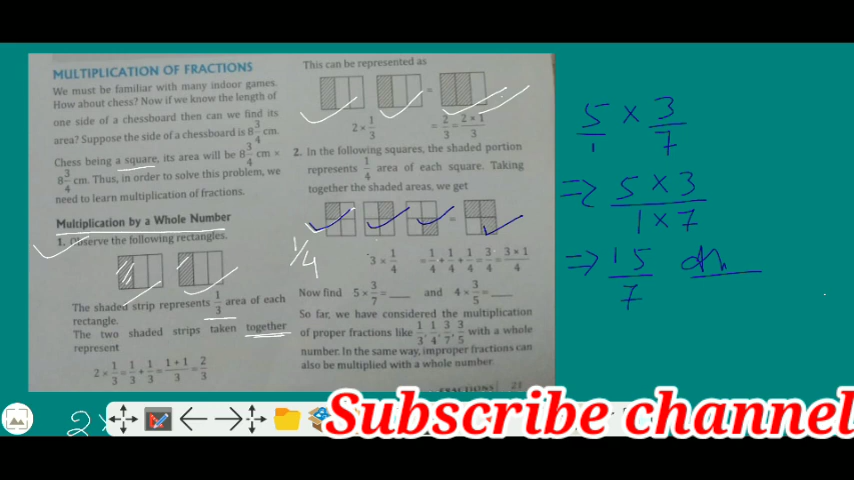 MULTIPLICATION OF FRACTIONS
We must be familiar with many indoor games.
How about chess? Now if we know the length of
one side of a chessboard then can we find its
area? Suppose the side of a chessboard is 8 3/4 cm.
Chess being a square, its area will be 8 3/4 cm ×
8 3/4 cm. Thus, in order to solve this problem, we
need to learn multiplication of fractions.
Multiplication by a Whole Number
1. Observe the following rectangles.
The shaded strip represents 1/3 area of each
rectangle.
The two shaded strips taken together
represent
2 × 1/3 = 1/3 + 1/3 = 1+1/3 = 2/3
This can be represented as
=
2 × 1/3 = 2/3 = 2 × 1/3
2. In the following squares, the shaded portion
represents 1/4 area of each square. Taking
together the shaded areas, we get
=
1/4
3 × 1/4 = 1/4 + 1/4 + 1/4 = 3/4 = 3 × 1/4
Now find 5 × 3/7 = ___ and 4 × 3/5 = ___
So far, we have considered the multiplication
of proper fractions like 1/3, 1/4, 3/7, 3/5 with a whole
number. In the same way, improper fractions can
also be multiplied with a whole number.
FRACTIONS 21
5/1 × 3/7
⇒ 5 × 3/1 × 7
⇒ 15/7
2
Subscribe channel